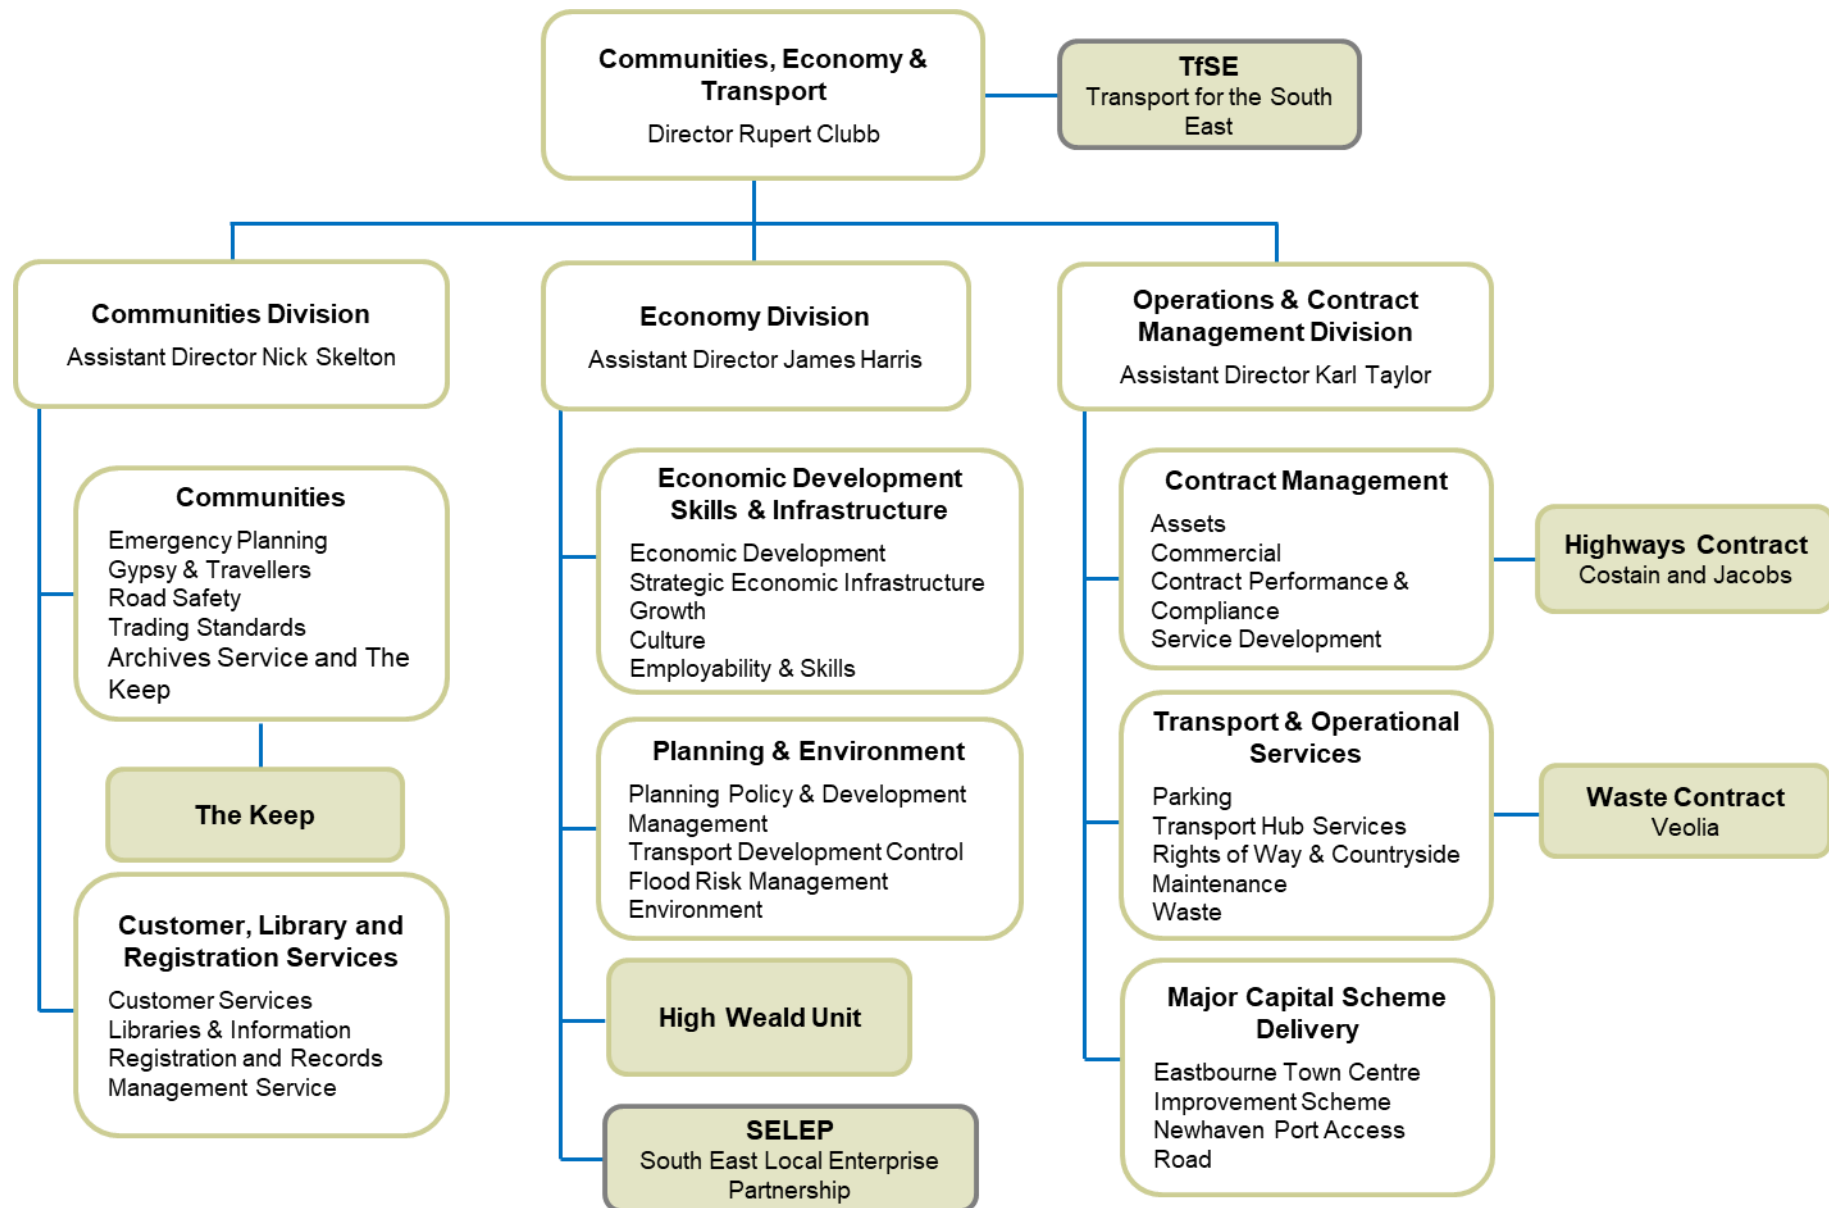 Communities, Economy &
Transport
Director Rupert Clubb
TfSE
Transport for the South
East
Communities Division
Assistant Director Nick Skelton
Economy Division
Assistant Director James Harris
Operations & Contract
Management Division
Assistant Director Karl Taylor
Communities
Emergency Planning
Gypsy & Travellers
Road Safety
Trading Standards
Archives Service and The
Keep
The Keep
Customer, Library and
Registration Services
Customer Services
Libraries & Information
Registration and Records
Management Service
Economic Development
Skills & Infrastructure
Economic Development
Strategic Economic Infrastructure
Growth
Culture
Employability & Skills
Planning & Environment
Planning Policy & Development
Management
Transport Development Control
Flood Risk Management
Environment
High Weald Unit
SELEP
South East Local Enterprise
Partnership
Contract Management
Assets
Commercial
Contract Performance &
Compliance
Service Development
Highways Contract
Costain and Jacobs
Transport & Operational
Services
Parking
Transport Hub Services
Rights of Way & Countryside
Maintenance
Waste
Waste Contract
Veolia
Major Capital Scheme
Delivery
Eastbourne Town Centre
Improvement Scheme
Newhaven Port Access
Road